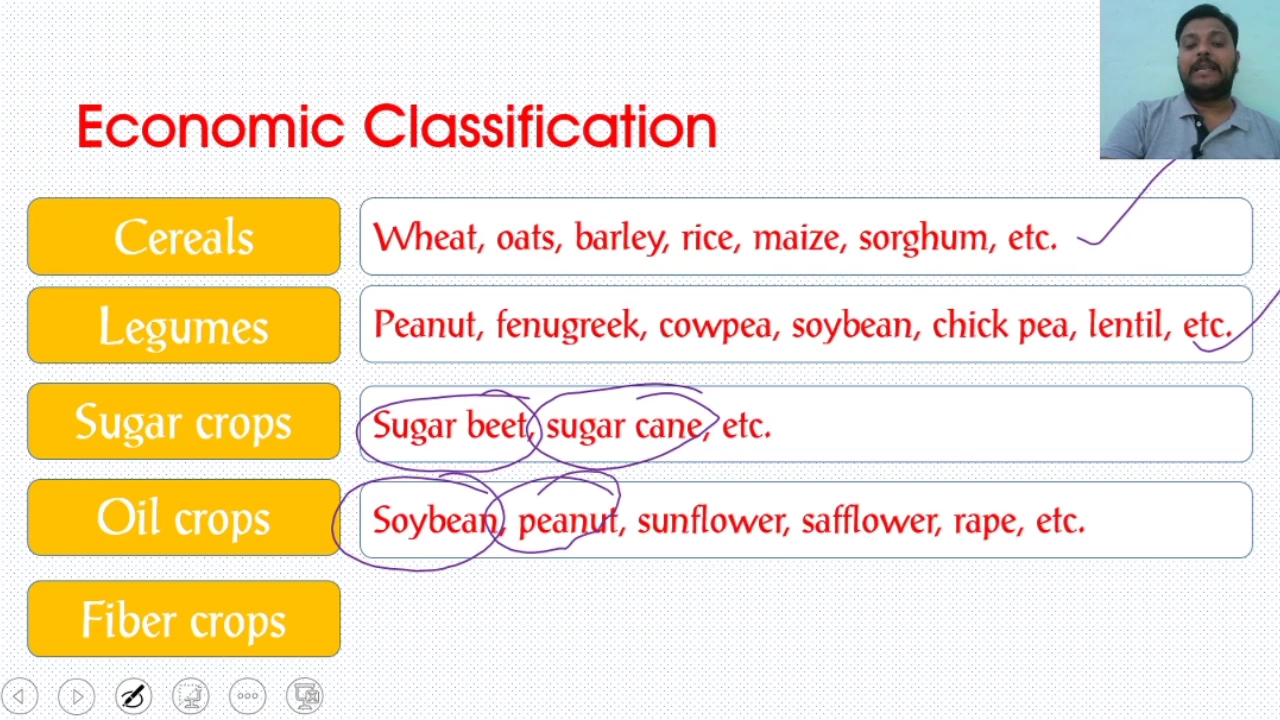 Economic Classification
Cereals
Wheat, oats, barley, rice, maize, sorghum, etc.
Legumes
Peanut, fenugreek, cowpea, soybean, chick pea, lentil, etc.
Sugar crops
Sugar beet, sugar cane, etc.
Oil crops
Soybean, peanut, sunflower, safflower, rape, etc.
Fiber crops